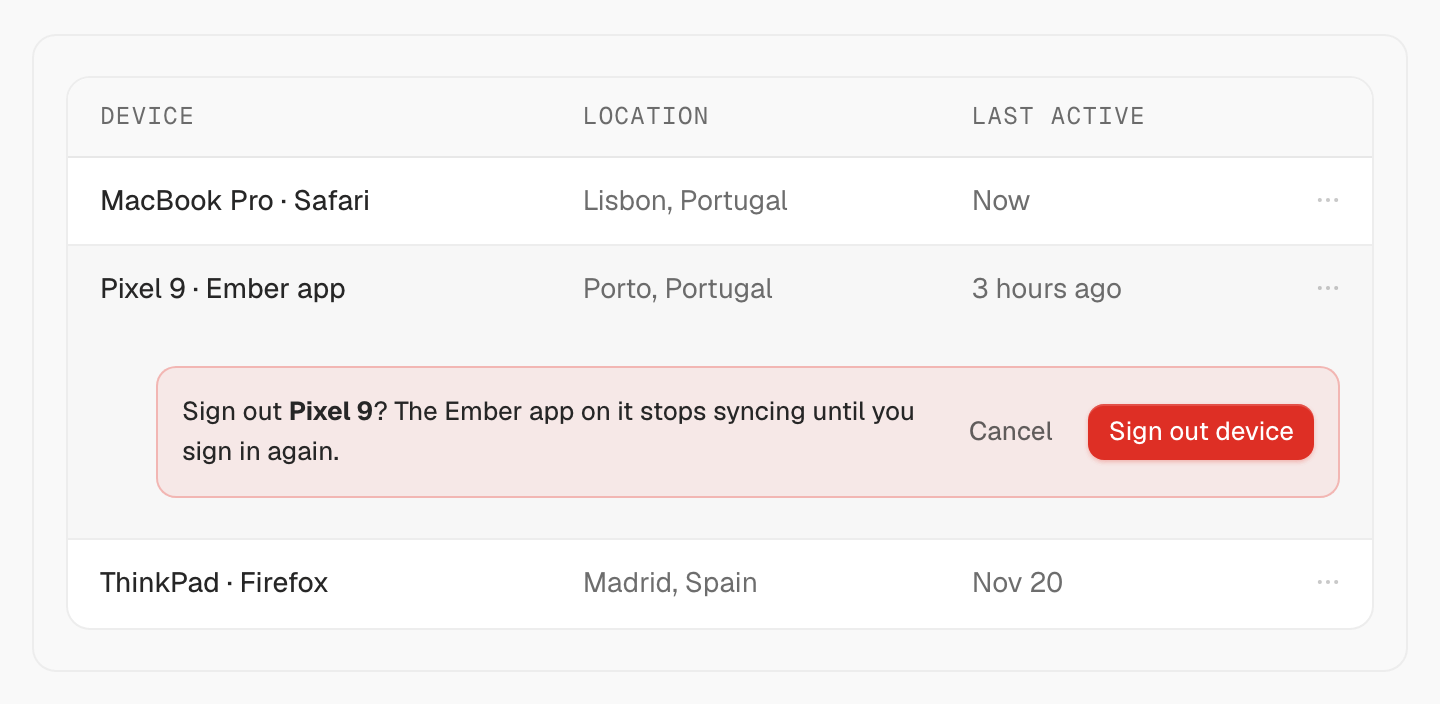 DEVICE LOCATION LAST ACTIVE
MacBook Pro · Safari Lisbon, Portugal Now ···
Pixel 9 · Ember app Porto, Portugal 3 hours ago ···
Sign out Pixel 9? The Ember app on it stops syncing until you
sign in again.
Cancel
Sign out device
ThinkPad · Firefox Madrid, Spain Nov 20 ···